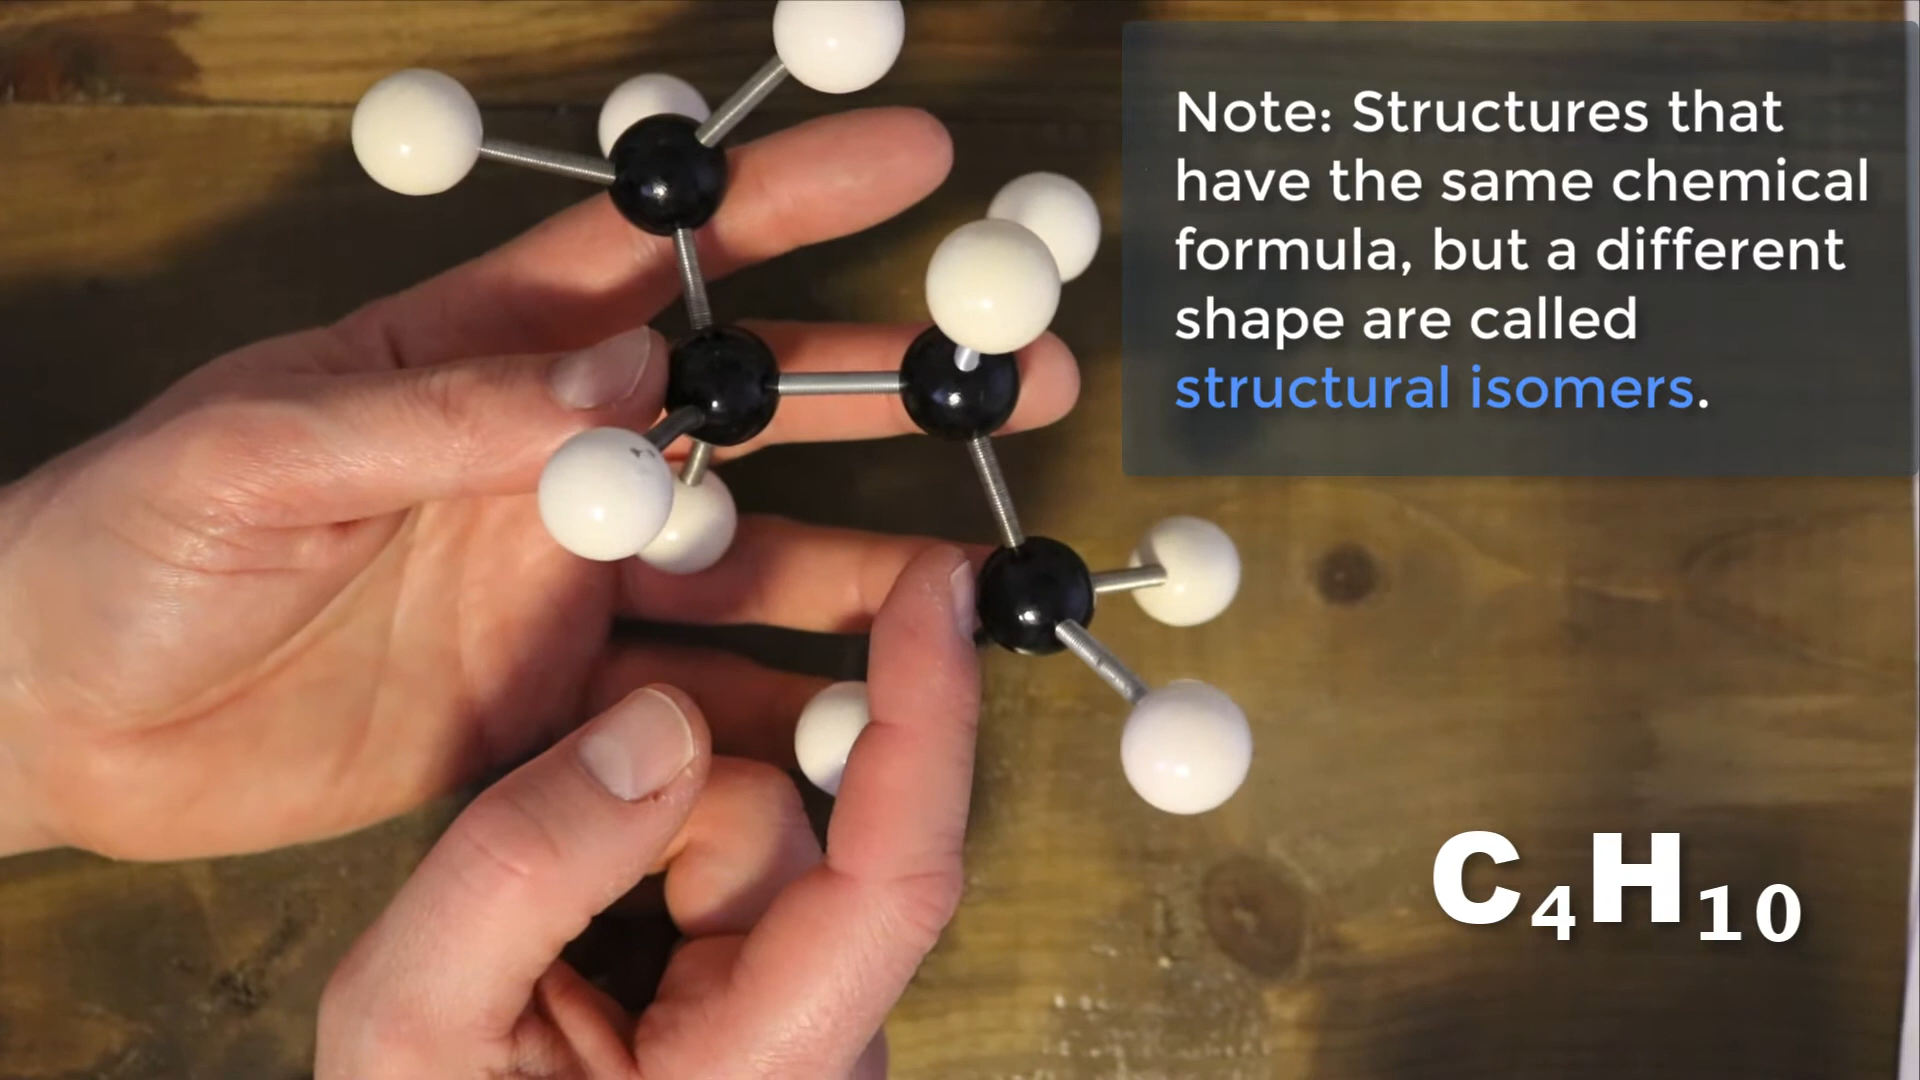 Note: Structures that
have the same chemical
formula, but a different
shape are called
structural isomers.
C₄H₁₀